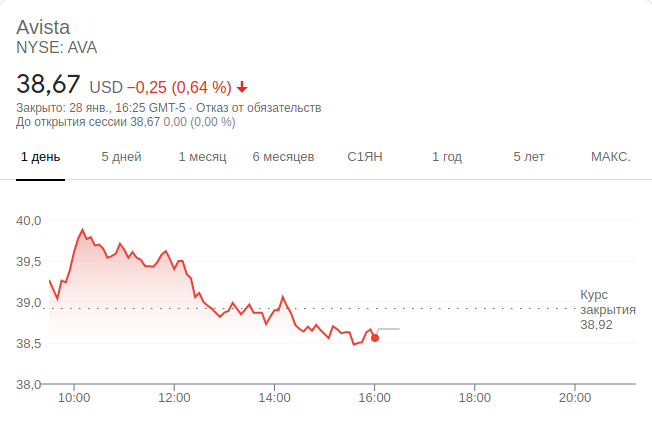 Avista
NYSE: AVA
38,67 USD −0,25 (0,64 %)
Закрыто: 28 янв., 16:25 GMT-5 · Отказ от обязательств
До открытия сессии 38,67 0,00 (0,00 %)
1 день 5 дней 1 месяц 6 месяцев С1ЯН 1 год 5 лет МАКС.
40,0
39,5
39,0
38,5
38,0
Курс
закрытия
38,92
10:00 12:00 14:00 16:00 18:00 20:00